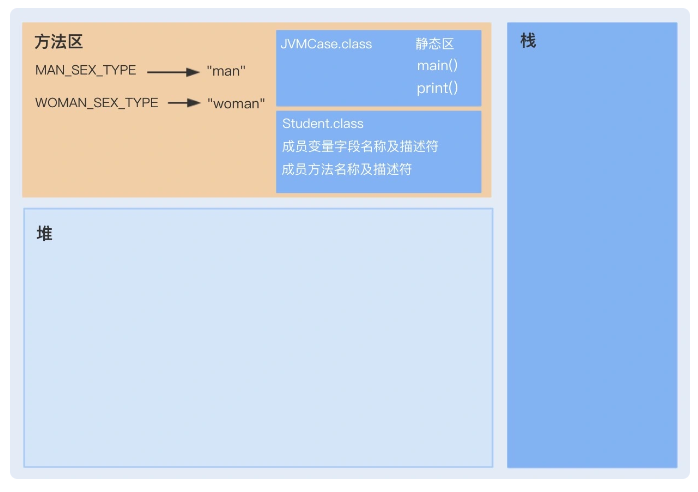 方法区
MAN_SEX_TYPE "man"
WOMAN_SEX_TYPE "woman"
JVMCase.class 静态区
main()
print()
Student.class
成员变量字段名称及描述符
成员方法名称及描述符
堆
栈